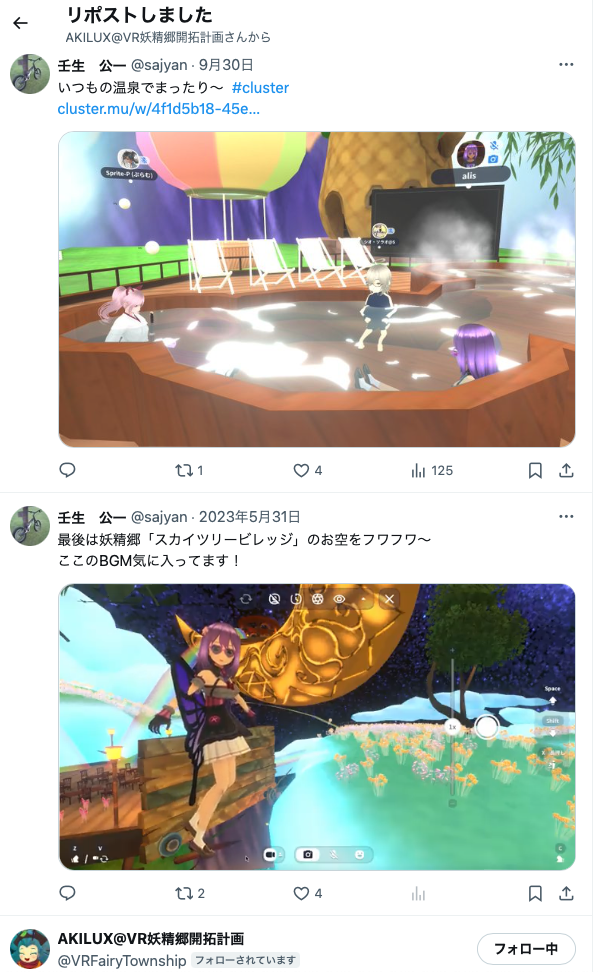 リポストしました
AKILUX@VR妖精郷開拓計画さんから
壬生　公一 @sajyan · 9月30日
いつもの温泉でまったり〜 #cluster
cluster.mu/w/4f1d5b18-45e...
Sprite-P (ぷらむ)
alis
1
4
125
壬生　公一 @sajyan · 2023年5月31日
最後は妖精郷「スカイツリービレッジ」のお空をフワフワ〜
ここのBGM気に入ってます！
Space
1x
Shift
Z
V
C
2
4
AKILUX@VR妖精郷開拓計画
@VRFairyTownship フォローされています
フォロー中